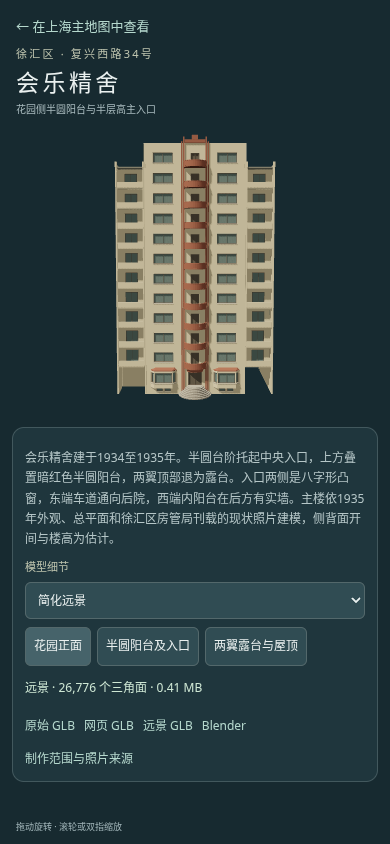 ← 在上海主地图中查看
徐汇区 · 复兴西路34号
会乐精舍
花园侧半圆阳台与半层高主入口
会乐精舍建于1934至1935年。半圆台阶托起中央入口，上方叠
置暗红色半圆阳台，两翼顶部退为露台。入口两侧是八字形凸
窗，东端车道通向后院，西端内阳台在后方有实墙。主楼依1935
年外观、总平面和徐汇区房管局刊载的现状照片建模，侧背面开
间与楼高为估计。
模型细节
简化远景
花园正面 半圆阳台及入口 两翼露台与屋顶
远景 · 26,776 个三角面 · 0.41 MB
原始 GLB 网页 GLB 远景 GLB Blender
制作范围与照片来源
拖动旋转 · 滚轮或双指缩放